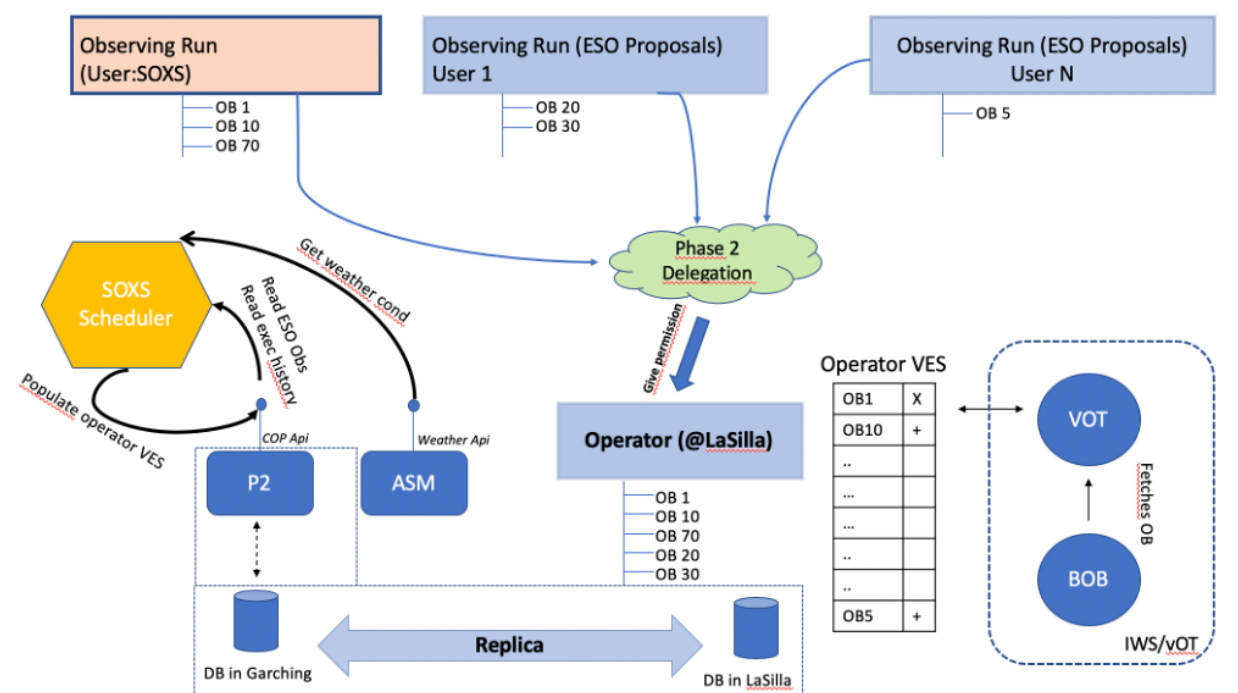 Observing Run
(User:SOXS)
OB 1
OB 10
OB 70
Observing Run (ESO Proposals)
User 1
OB 20
OB 30
Observing Run (ESO Proposals)
User N
OB 5
Phase 2
Delegation
Give permission
SOXS
Scheduler
Get weather cond
Read ESO Obs
Read exec history
Populate operator VES
COP Api
Weather Api
P2
ASM
Operator (@LaSilla)
OB 1
OB 10
OB 70
OB 20
OB 30
Operator VES
OB1 X
OB10 +
..
...
...
..
..
OB5 +
VOT
Fetches OB
BOB
IWS/vOT
DB in Garching
Replica
DB in LaSilla